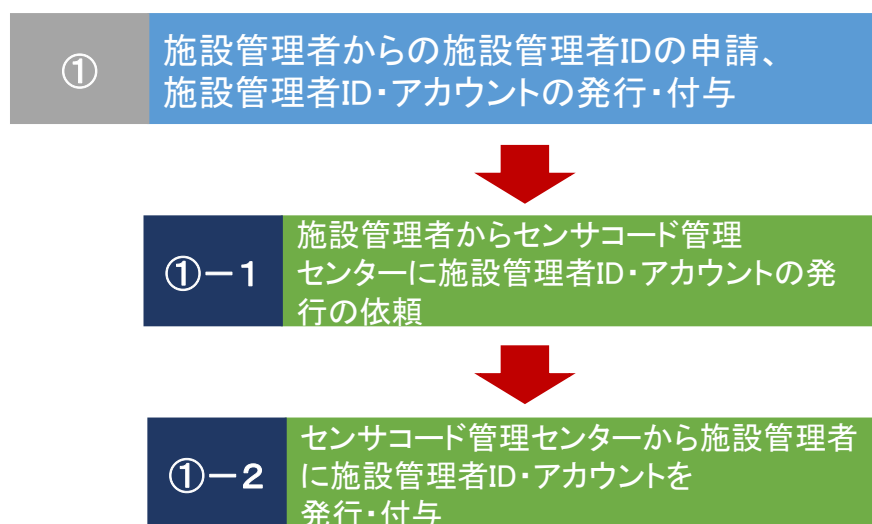 ①
施設管理者からの施設管理者IDの申請、
施設管理者ID・アカウントの発行・付与
①－1
施設管理者からセンサコード管理
センターに施設管理者ID・アカウントの発
行の依頼
①－2
センサコード管理センターから施設管理者
に施設管理者ID・アカウントを
発行・付与